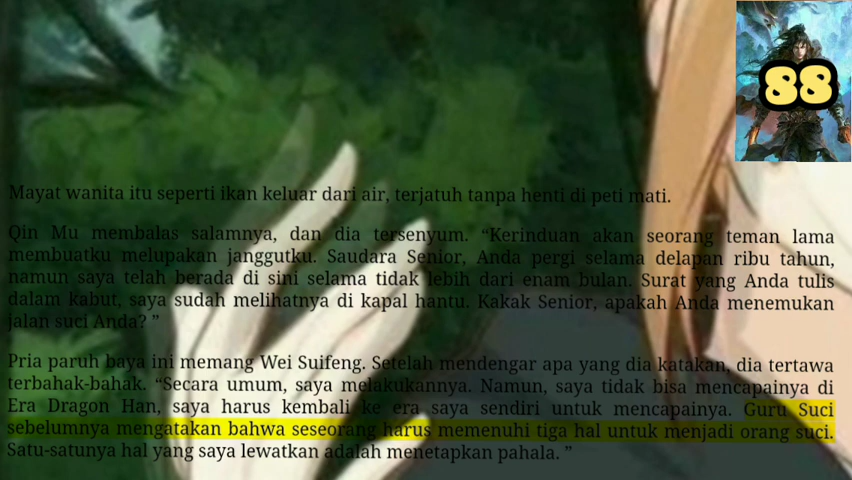 88
Mayat wanita itu seperti ikan keluar dari air, terjatuh tanpa henti di peti mati.
Qin Mu membalas salamnya, dan dia tersenyum. “Kerinduan akan seorang teman lama
membuatku melupakan janggutku. Saudara Senior, Anda pergi selama delapan ribu tahun,
namun saya telah berada di sini selama tidak lebih dari enam bulan. Surat yang Anda tulis
dalam kabut, saya sudah melihatnya di kapal hantu. Kakak Senior, apakah Anda menemukan
jalan suci Anda? ”
Pria paruh baya ini memang Wei Suifeng. Setelah mendengar apa yang dia katakan, dia tertawa
terbahak-bahak. “Secara umum, saya melakukannya. Namun, saya tidak bisa mencapainya di
Era Dragon Han, saya harus kembali ke era saya sendiri untuk mencapainya. Guru Suci
sebelumnya mengatakan bahwa seseorang harus memenuhi tiga hal untuk menjadi orang suci.
Satu-satunya hal yang saya lewatkan adalah menetapkan pahala. ”